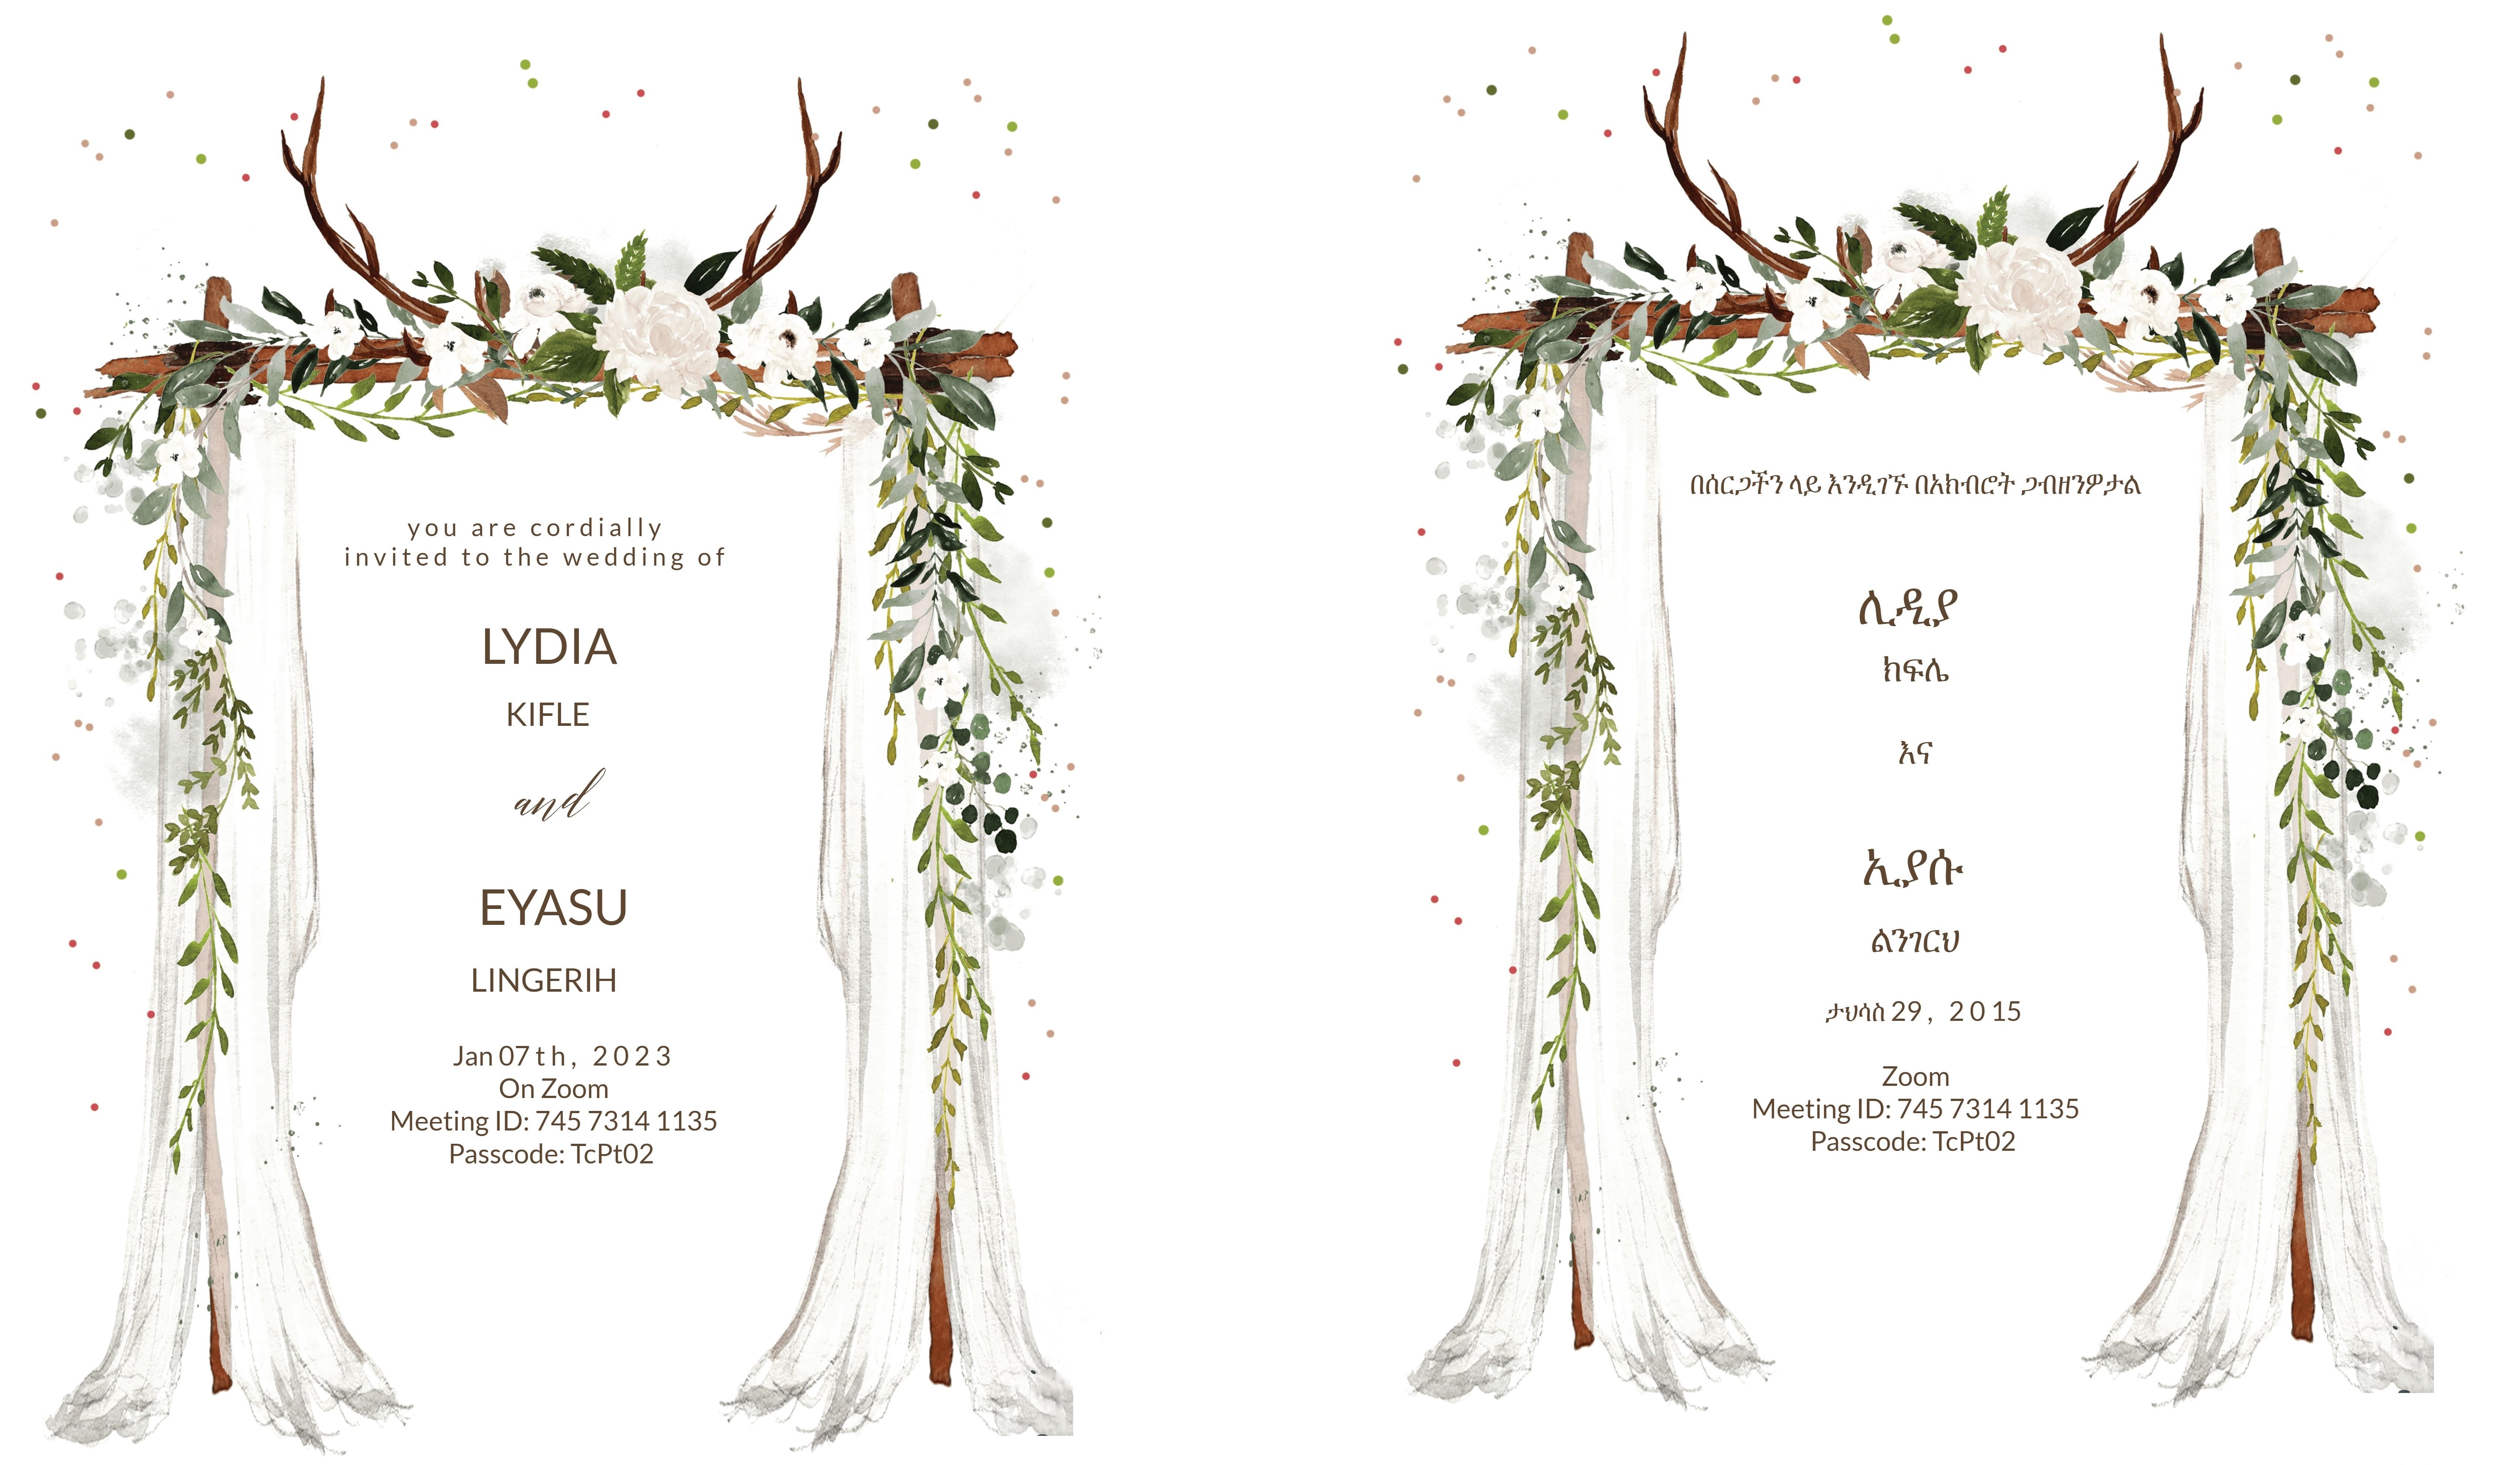 you are cordially
invited to the wedding of
LYDIA
KIFLE
and
EYASU
LINGERIH
Jan 07th, 2023
On Zoom
Meeting ID: 745 7314 1135
Passcode: TcPt02
በሰርጋችን ላይ እንዲገኙ በአክብሮት ጋብዘንዎታል
ሊዲያ
ክፍሌ
እና
ኢያሱ
ልንገርህ
ታህሳስ 29, 2015
Zoom
Meeting ID: 745 7314 1135
Passcode: TcPt02